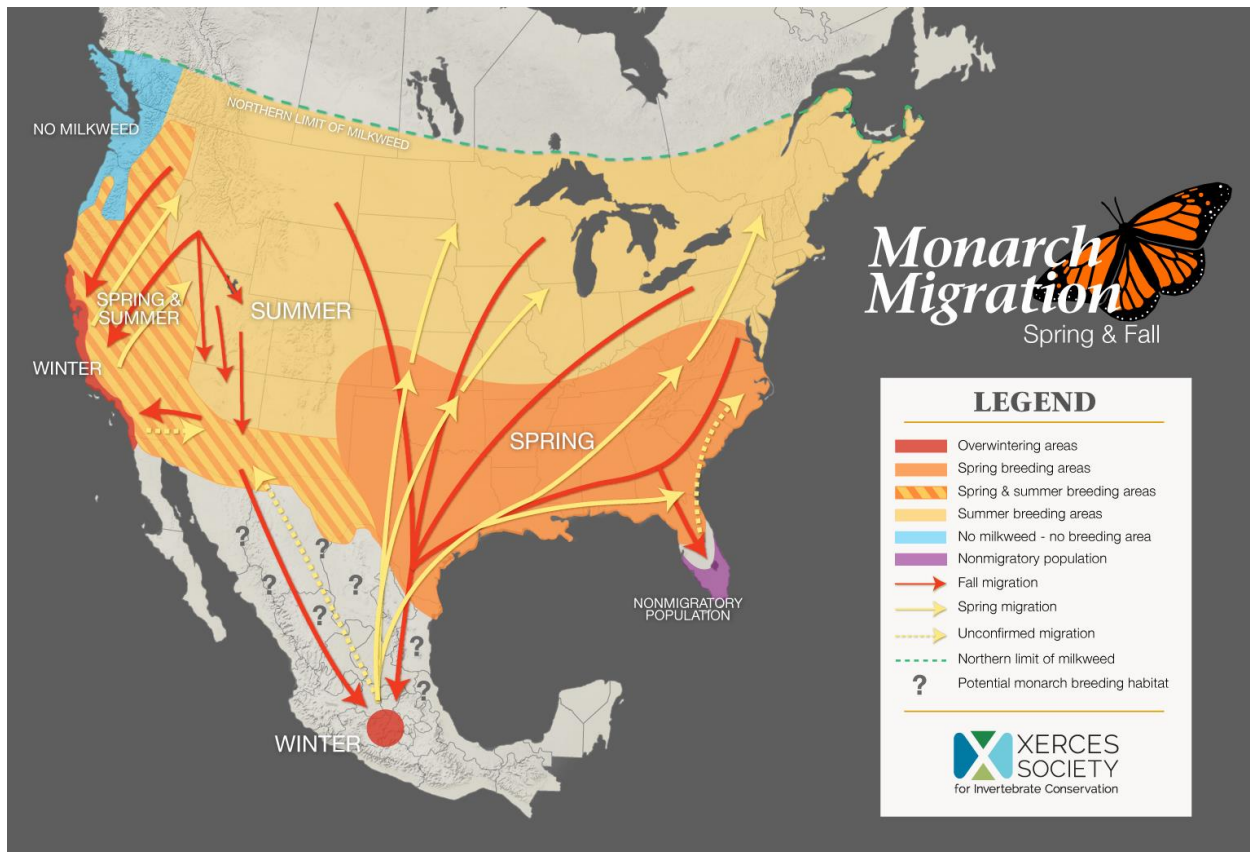 NO MILKWEED
NORTHERN LIMIT OF MILKWEED
SPRING &
SUMMER
SUMMER
WINTER
SPRING
NONMIGRATORY
POPULATION
WINTER
?
?
?
?
?
?
?
Monarch
Migration
Spring & Fall
LEGEND
Overwintering areas
Spring breeding areas
Spring & summer breeding areas
Summer breeding areas
No milkweed - no breeding area
Nonmigratory population
Fall migration
Spring migration
Unconfirmed migration
Northern limit of milkweed
? Potential monarch breeding habitat
XERCES
SOCIETY
for Invertebrate Conservation